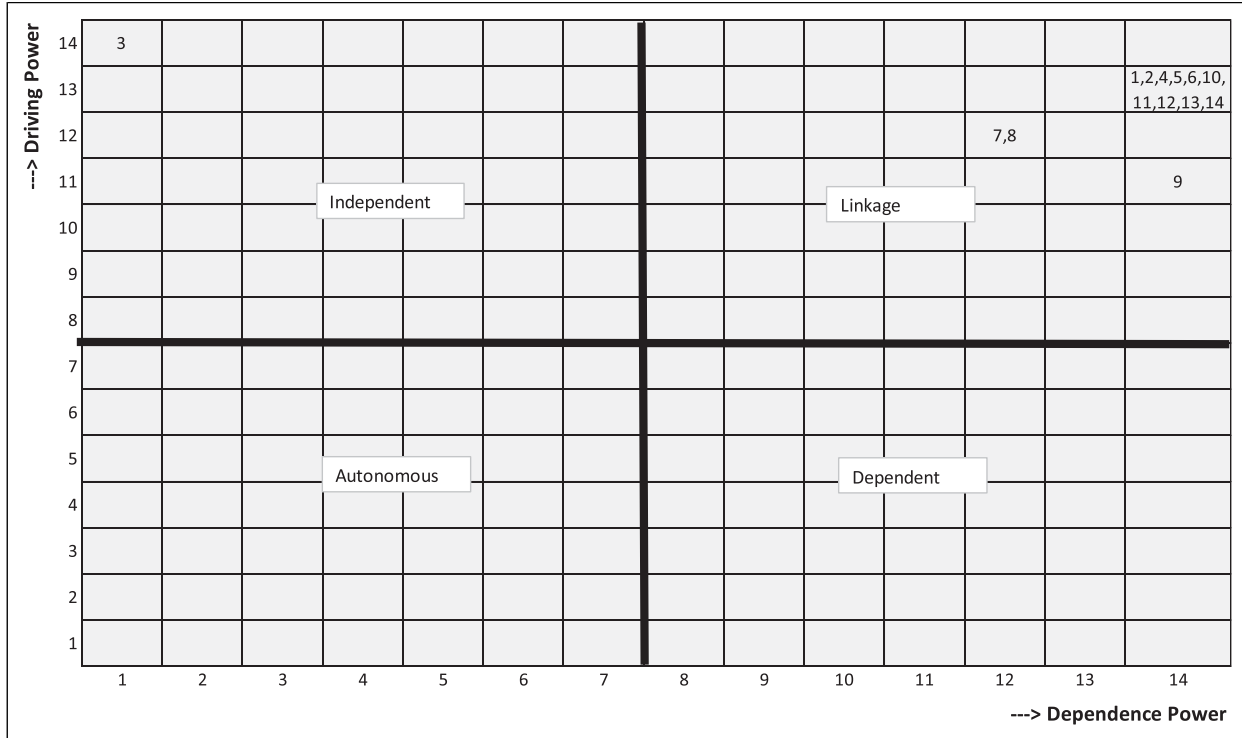 ---> Driving Power
14
3
13
1,2,4,5,6,10,
11,12,13,14
12
7,8
11
9
Independent
Linkage
10
9
8
7
6
5
Autonomous
Dependent
4
3
2
1
1 2 3 4 5 6 7 8 9 10 11 12 13 14
---> Dependence Power